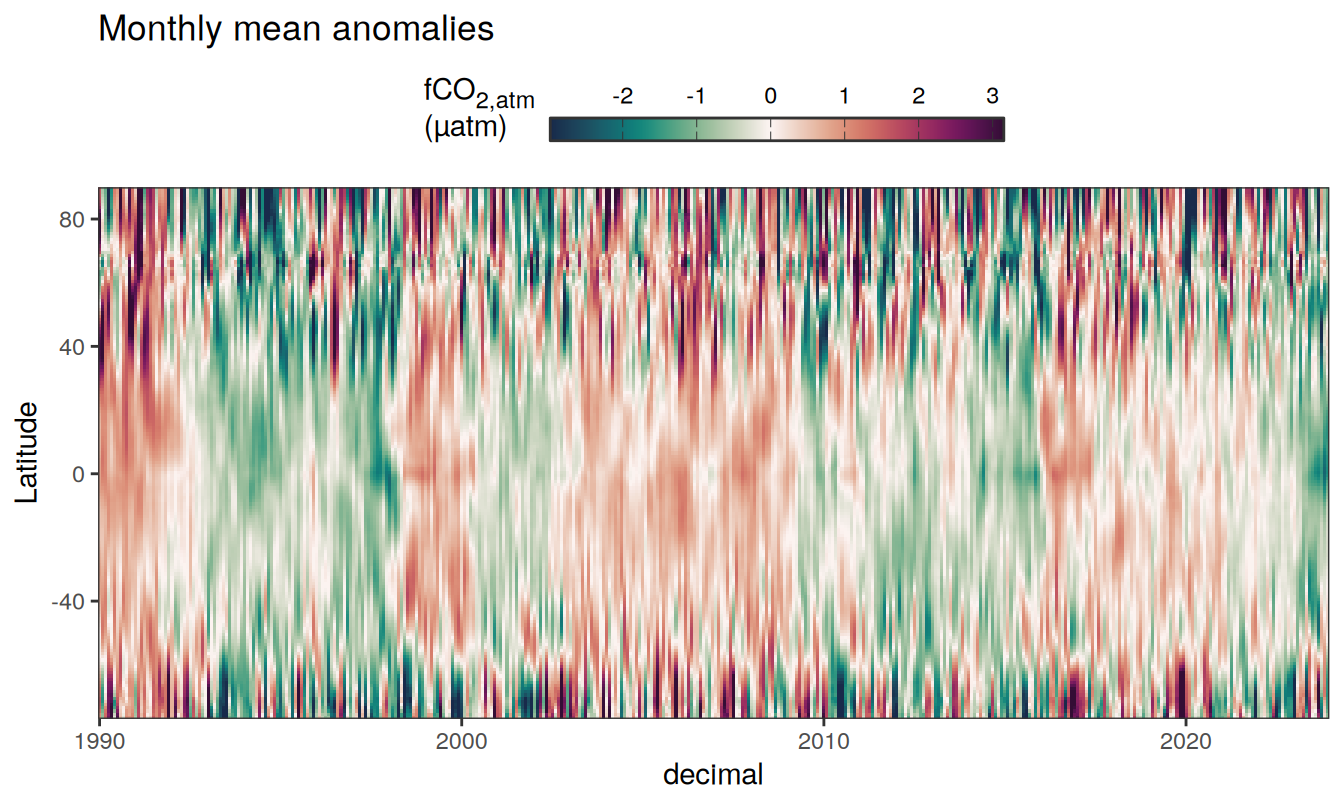 Monthly mean anomalies
fCO2,atm
(µatm)
-2 -1 0 1 2 3
80
40
0
-40
Latitude
1990 2000 2010 2020
decimal